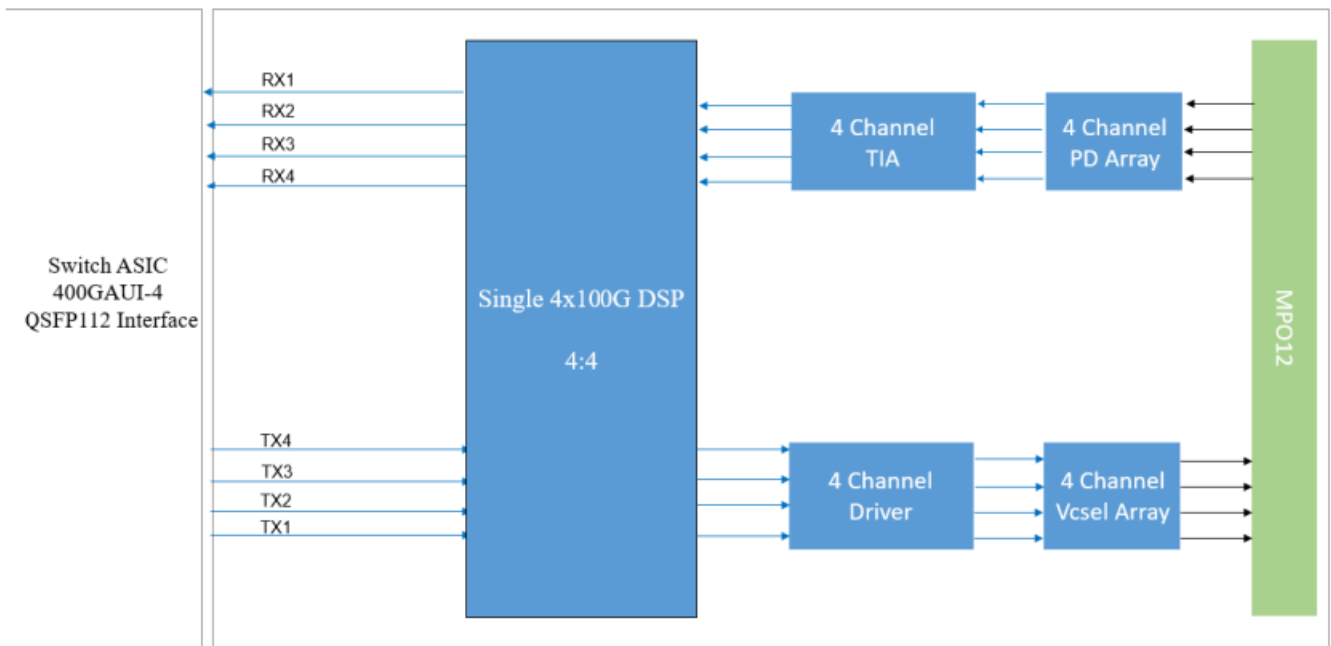 RX1
RX2
RX3
RX4
Switch ASIC
400GAUI-4
QSFP112 Interface
TX4
TX3
TX2
TX1
Single 4x100G DSP
4:4
4 Channel
TIA
4 Channel
PD Array
4 Channel
Driver
4 Channel
Vcsel Array
MPO12